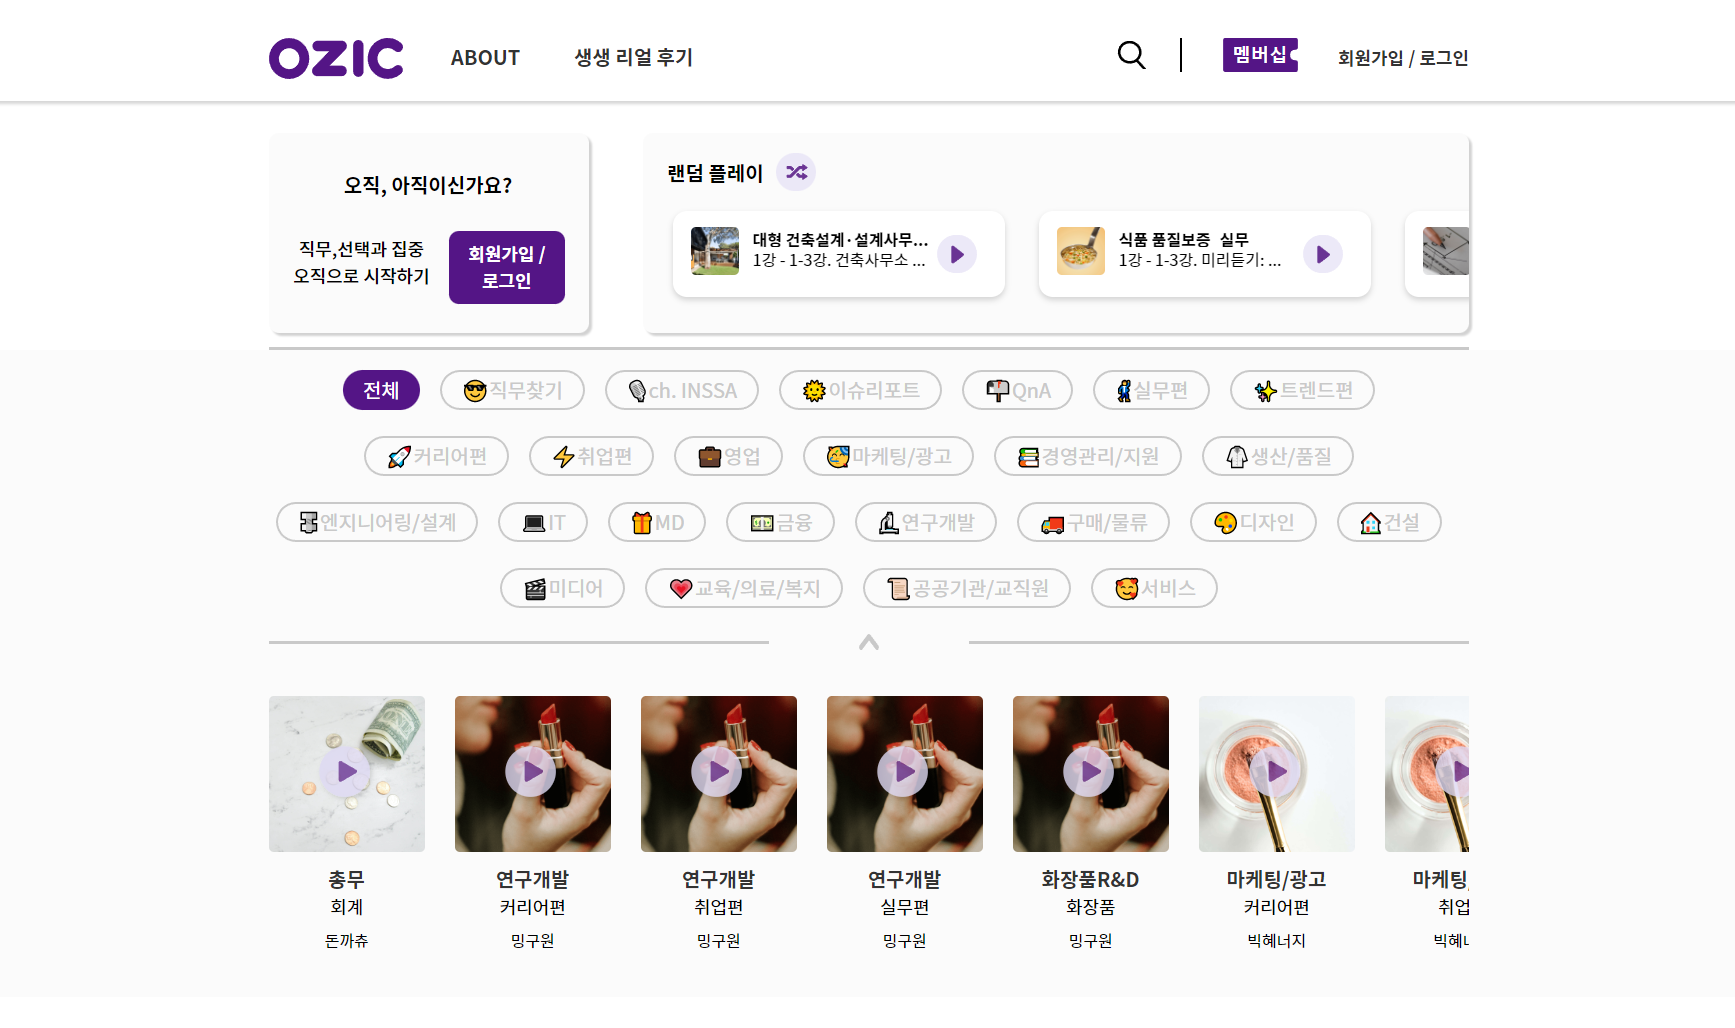 OZIC ABOUT 생생 리얼 후기 멤버십 회원가입 / 로그인
오직, 아직이신가요?
직무,선택과 집중
오직으로 시작하기
회원가입 /
로그인
랜덤 플레이
대형 건축설계·설계사무...
1강 - 1-3강. 건축사무소 ...
식품 품질보증 실무
1강 - 1-3강. 미리듣기: ...
전체 직무찾기 ch. INSSA 이슈리포트 QnA 실무편 트렌드편
커리어편 취업편 영업 마케팅/광고 경영관리/지원 생산/품질
엔지니어링/설계 IT MD 금융 연구개발 구매/물류 디자인 건설
미디어 교육/의료/복지 공공기관/교직원 서비스
총무
회계
돈까츄
연구개발
커리어편
밍구원
연구개발
취업편
밍구원
연구개발
실무편
밍구원
화장품R&D
화장품
밍구원
마케팅/광고
커리어편
빅혜너지
마케팅
취업
빅혜